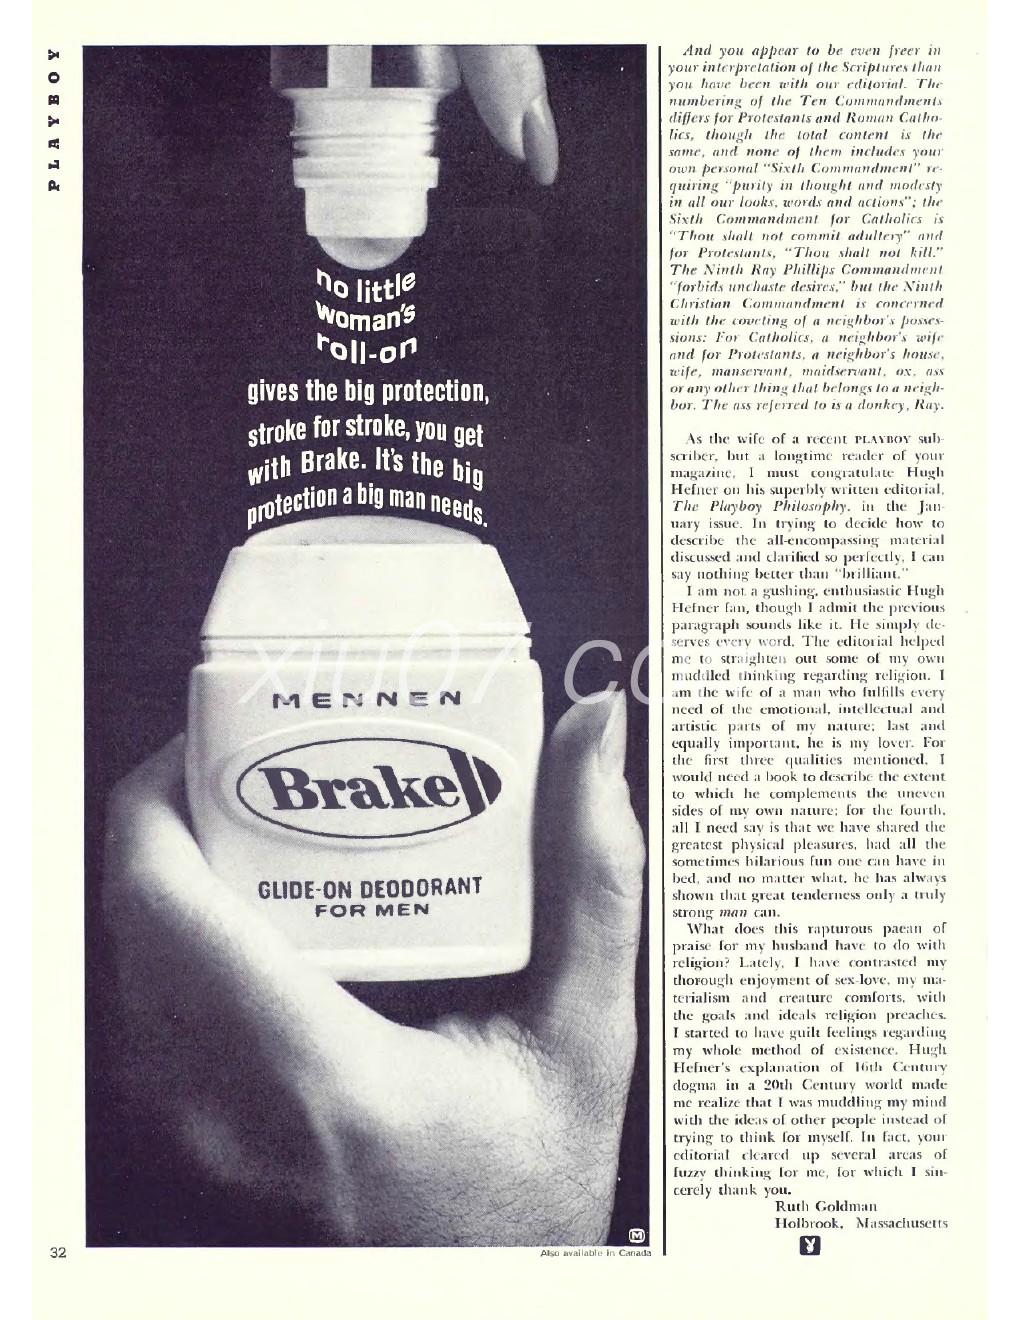 PLAYBOY
no little
woman's
roll-on
gives the big protection,
stroke for stroke, you get
with Brake. It's the big
protection a big man needs.
MENNEN
Brake
GLIDE-ON DEODORANT
FOR MEN
M
Also available in Canada
32
And you appear to be even freer in
your interpretation of the Scriptures than
you have been with our editorial. The
numbering of the Ten Commandments
differs for Protestants and Roman Catho-
lics, though the total content is the
same, and none of them includes your
own personal "Sixth Commandment" re-
quiring "purity in thought and modesty
in all our looks, words and actions"; the
Sixth Commandment for Catholics is
"Thou shalt not commit adultery" and
for Protestants, "Thou shalt not kill."
The Ninth Ray Phillips Commandment
"forbids unchaste desires," but the Ninth
Christian Commandment is concerned
with the coveting of a neighbor's posses-
sions: For Catholics, a neighbor's wife
and for Protestants, a neighbor's house,
wife, manservant, maidservant, ox, ass
or any other thing that belongs to a neigh-
bor. The ass referred to is a donkey, Ray.
As the wife of a recent PLAYBOY sub-
scriber, but a longtime reader of your
magazine, I must congratulate Hugh
Hefner on his superbly written editorial,
The Playboy Philosophy, in the Jan-
uary issue. In trying to decide how to
describe the all-encompassing material
discussed and clarified so perfectly, I can
say nothing better than "brilliant."
I am not a gushing, enthusiastic Hugh
Hefner fan, though I admit the previous
paragraph sounds like it. He simply de-
serves every word. The editorial helped
me to straighten out some of my own
muddled thinking regarding religion. I
am the wife of a man who fulfills every
need of the emotional, intellectual and
artistic parts of my nature; last and
equally important, he is my lover. For
the first three qualities mentioned, I
would need a book to describe the extent
to which he complements the uneven
sides of my own nature; for the fourth,
all I need say is that we have shared the
greatest physical pleasures, had all the
sometimes hilarious fun one can have in
bed, and no matter what, he has always
shown that great tenderness only a truly
strong man can.
What does this rapturous paean of
praise for my husband have to do with
religion? Lately, I have contrasted my
thorough enjoyment of sex-love, my ma-
terialism and creature comforts, with
the goals and ideals religion preaches.
I started to have guilt feelings regarding
my whole method of existence. Hugh
Hefner's explanation of 16th Century
dogma in a 20th Century world made
me realize that I was muddling my mind
with the ideas of other people instead of
trying to think for myself. In fact, your
editorial cleared up several areas of
fuzzy thinking for me, for which I sin-
cerely thank you.
Ruth Goldman
Holbrook, Massachusetts